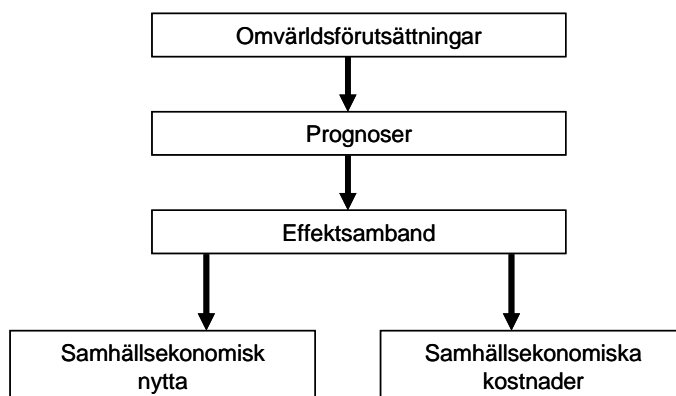 Omvärldsförutsättningar
Prognoser
Effektsamband
Samhällsekonomisk
nytta
Samhällsekonomiska
kostnader